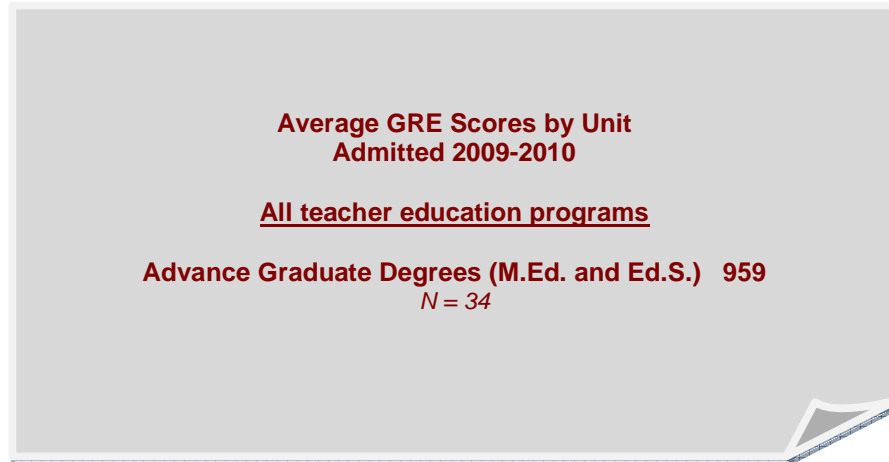 Average GRE Scores by Unit
Admitted 2009-2010
All teacher education programs
Advance Graduate Degrees (M.Ed. and Ed.S.) 959
N = 34